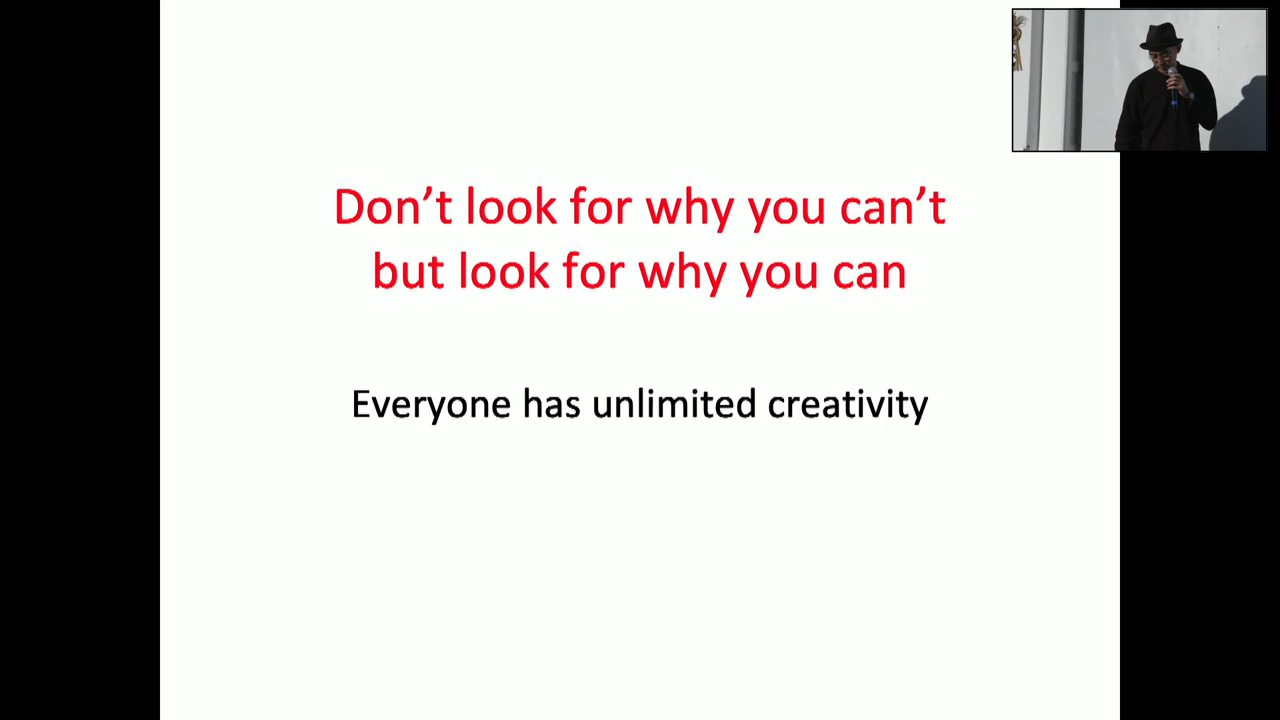 Don’t look for why you can’t
but look for why you can
Everyone has unlimited creativity